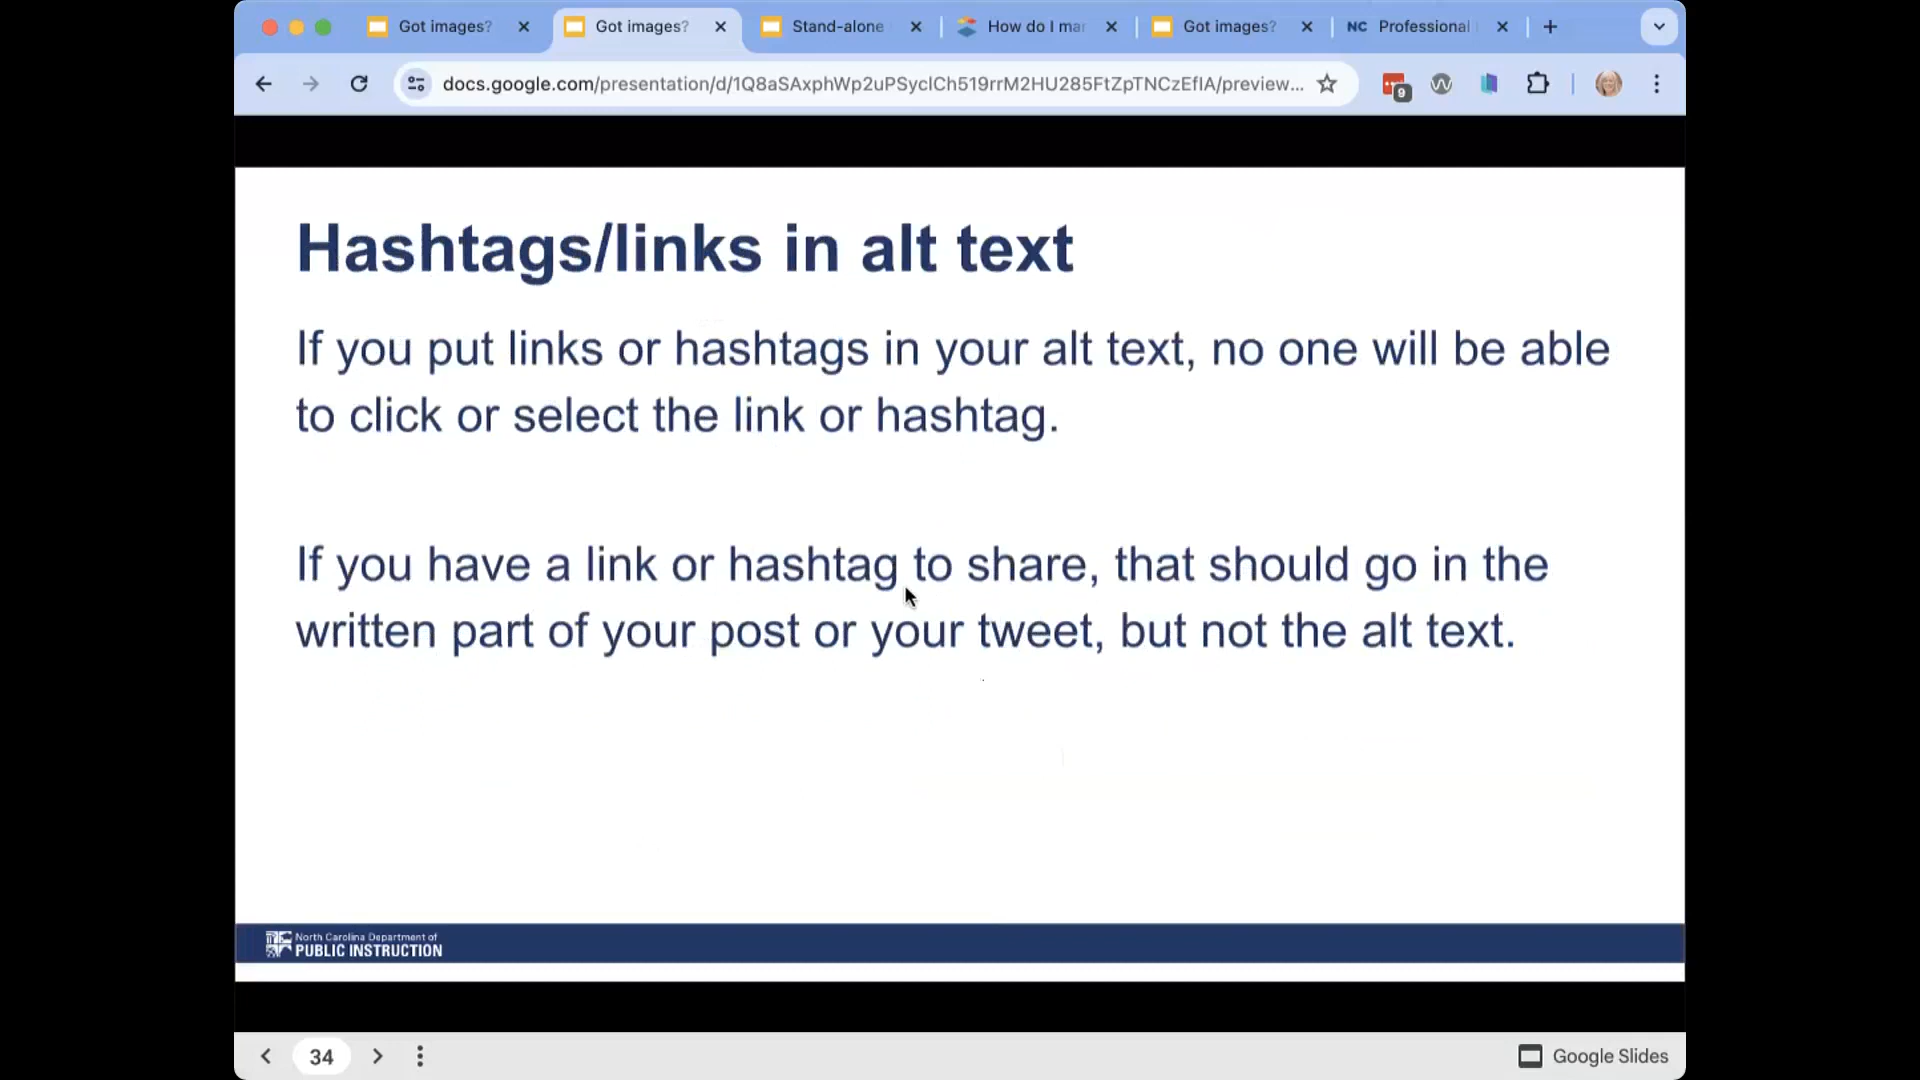 Got images?
Got images?
Stand-alone
How do I mar
Got images?
NC Professional
docs.google.com/presentation/d/1Q8aSAxphWp2uPSyclCh519rrM2HU285FtZpTNCzEfIA/preview...
9
Hashtags/links in alt text
If you put links or hashtags in your alt text, no one will be able
to click or select the link or hashtag.
If you have a link or hashtag to share, that should go in the
written part of your post or your tweet, but not the alt text.
North Carolina Department of
PUBLIC INSTRUCTION
34
Google Slides